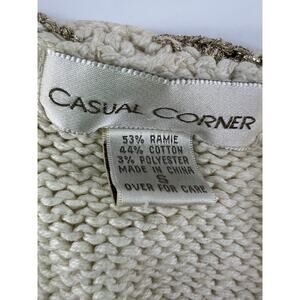 CASUAL CORNER
53% RAMIE
44% COTTON
3% POLYESTER
MADE IN CHINA
S
OVER FOR CARE